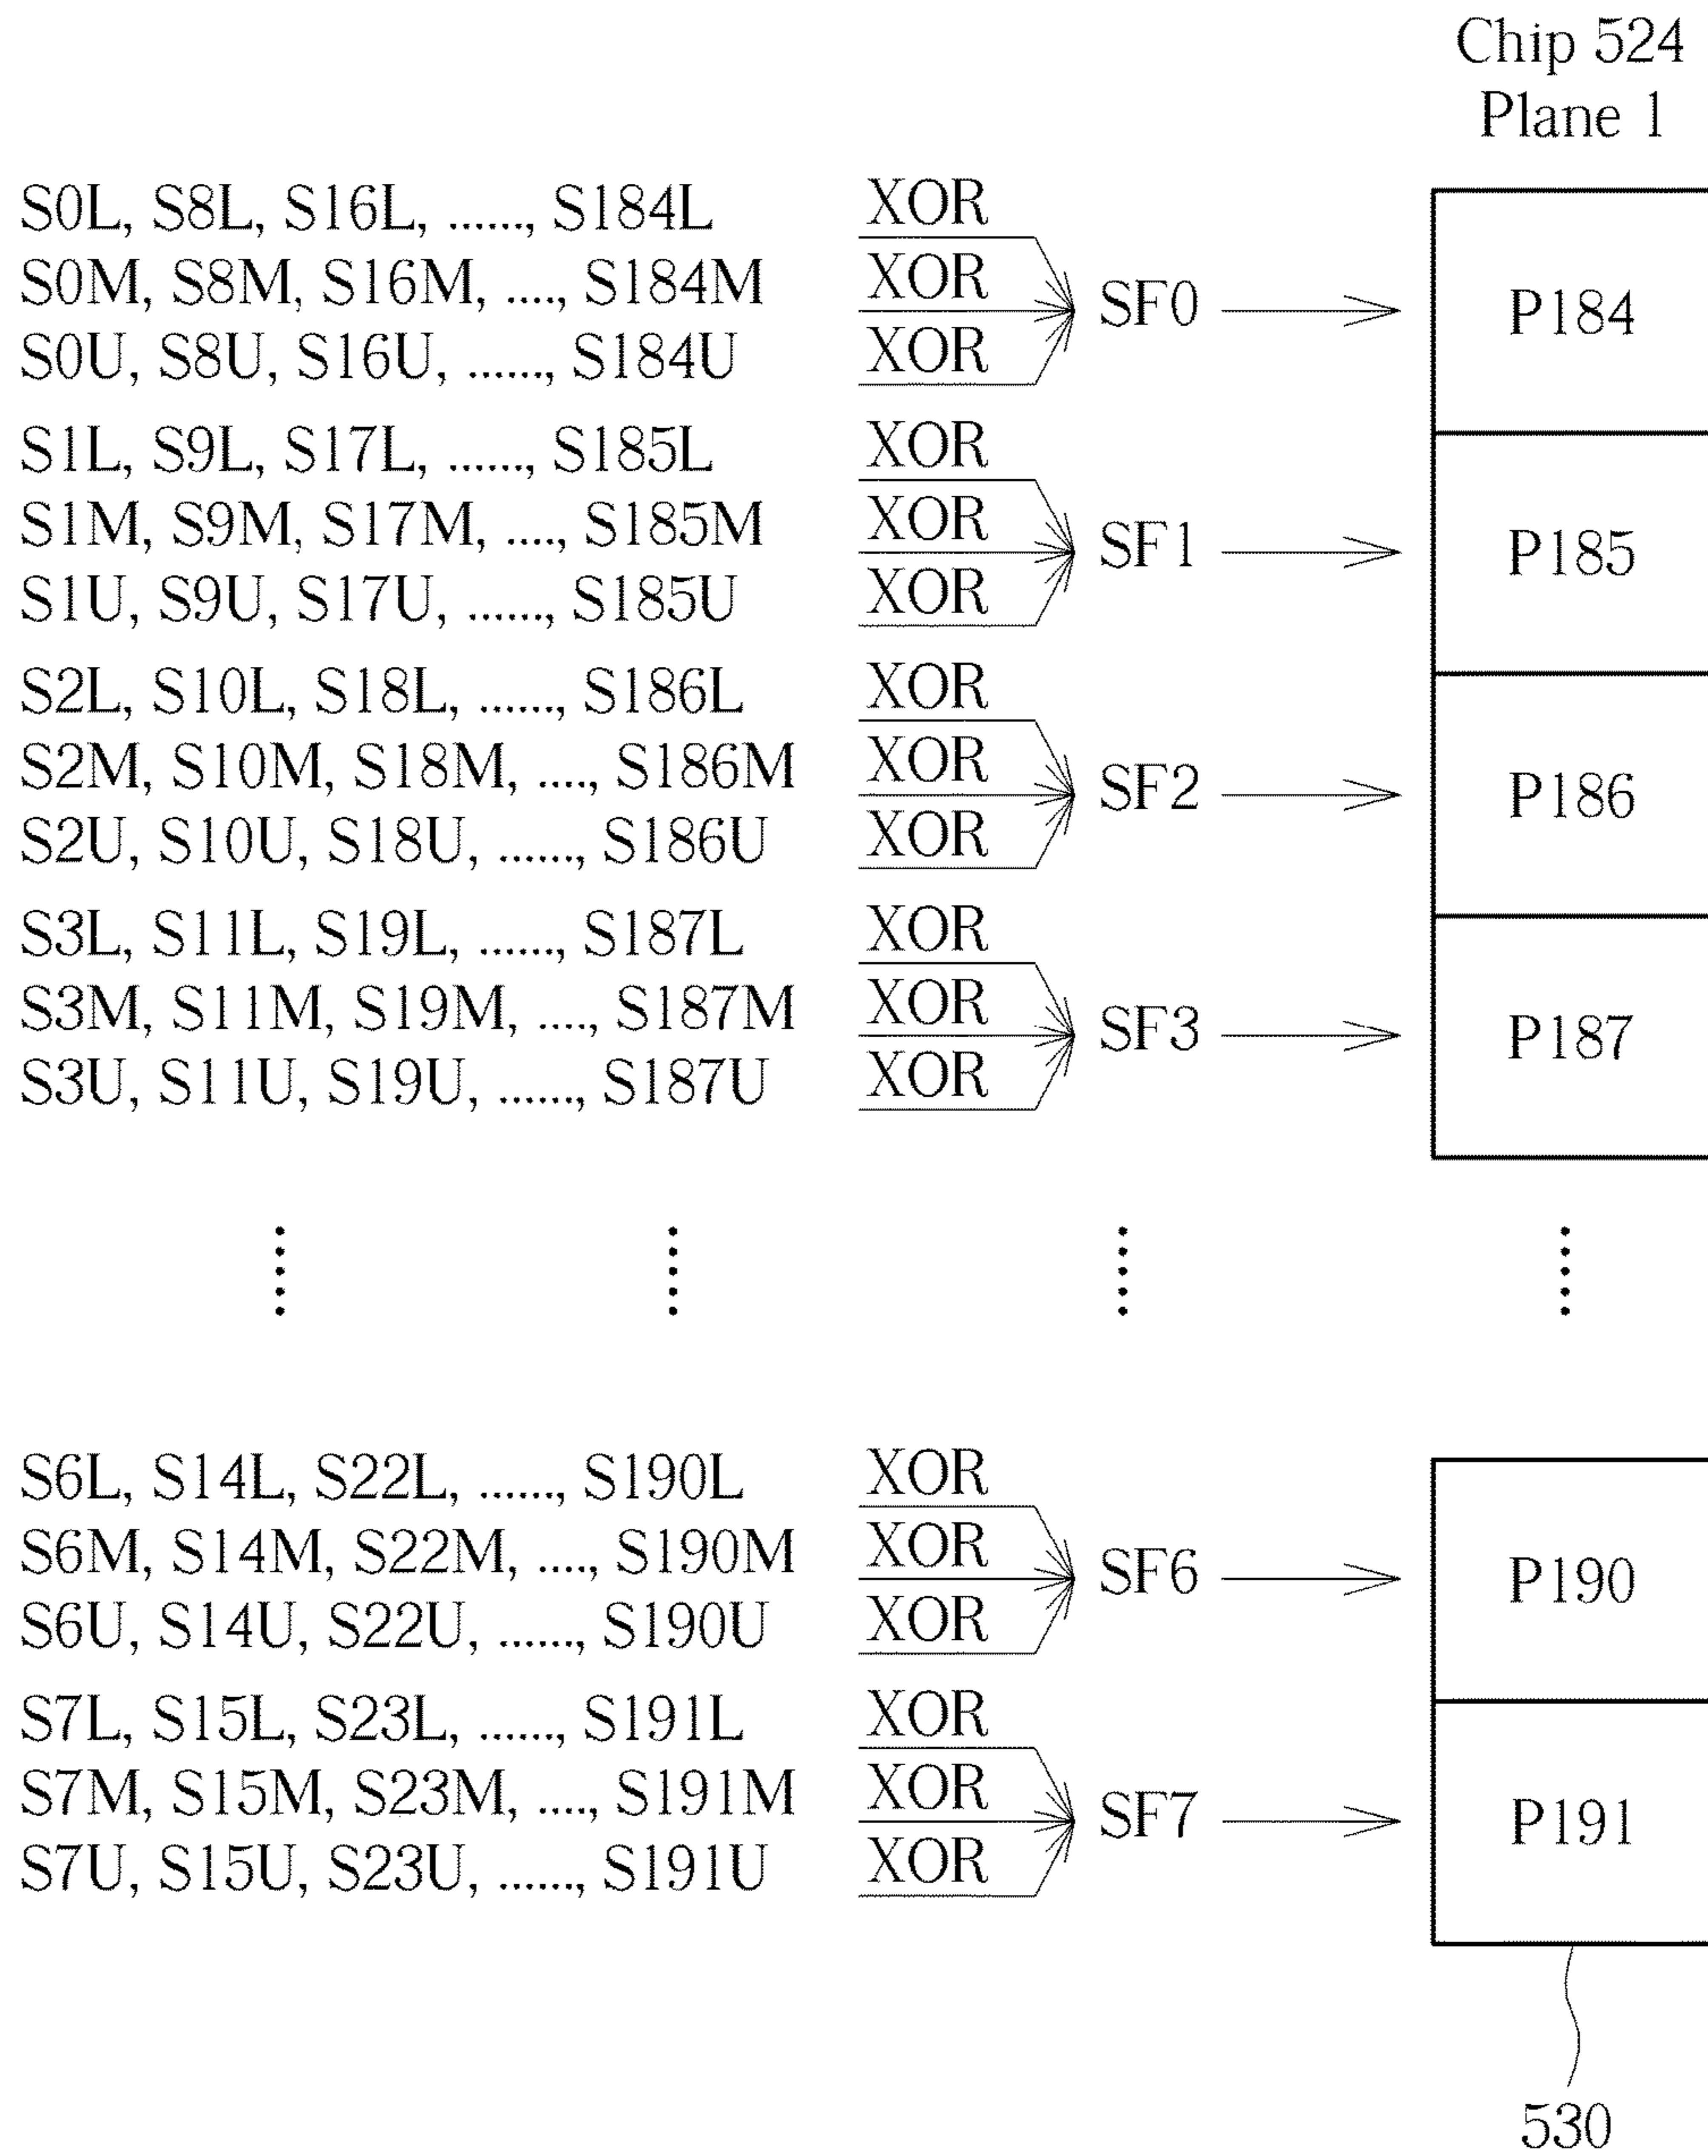 Chip 524
Plane 1
S0L, S8L, S16L, ......, S184L XOR
S0M, S8M, S16M, ...., S184M XOR SF0 P184
S0U, S8U, S16U, ......, S184U XOR
S1L, S9L, S17L, ......, S185L XOR
S1M, S9M, S17M, ...., S185M XOR SF1 P185
S1U, S9U, S17U, ......, S185U XOR
S2L, S10L, S18L, ......, S186L XOR
S2M, S10M, S18M, ...., S186M XOR SF2 P186
S2U, S10U, S18U, ......, S186U XOR
S3L, S11L, S19L, ......, S187L XOR
S3M, S11M, S19M, ...., S187M XOR SF3 P187
S3U, S11U, S19U, ......, S187U XOR
S6L, S14L, S22L, ......, S190L XOR
S6M, S14M, S22M, ...., S190M XOR SF6 P190
S6U, S14U, S22U, ......, S190U XOR
S7L, S15L, S23L, ......, S191L XOR
S7M, S15M, S23M, ...., S191M XOR SF7 P191
S7U, S15U, S23U, ......, S191U XOR
530